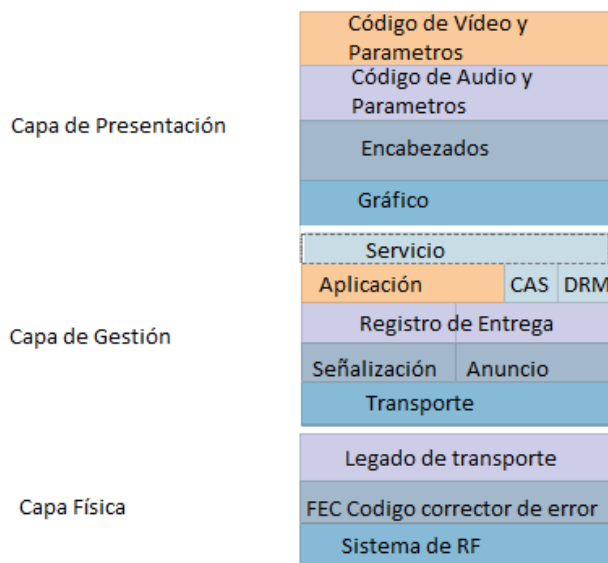 Código de Vídeo y
Parametros
Código de Audio y
Parametros
Capa de Presentación
Encabezados
Gráfico
Servicio
Aplicación CAS DRM
Capa de Gestión
Registro de Entrega
Señalización Anuncio
Transporte
Legado de transporte
Capa Física
FEC Codigo corrector de error
Sistema de RF